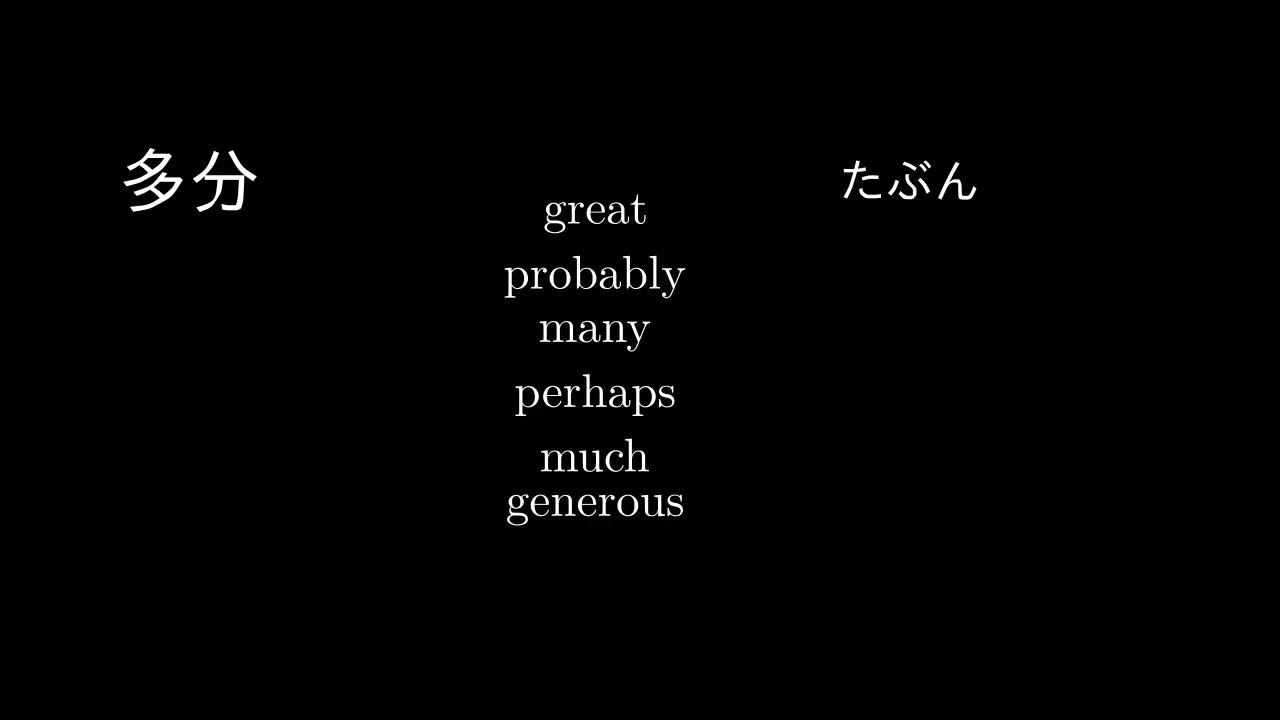 多分
great
probably
many
perhaps
much
generous
たぶん